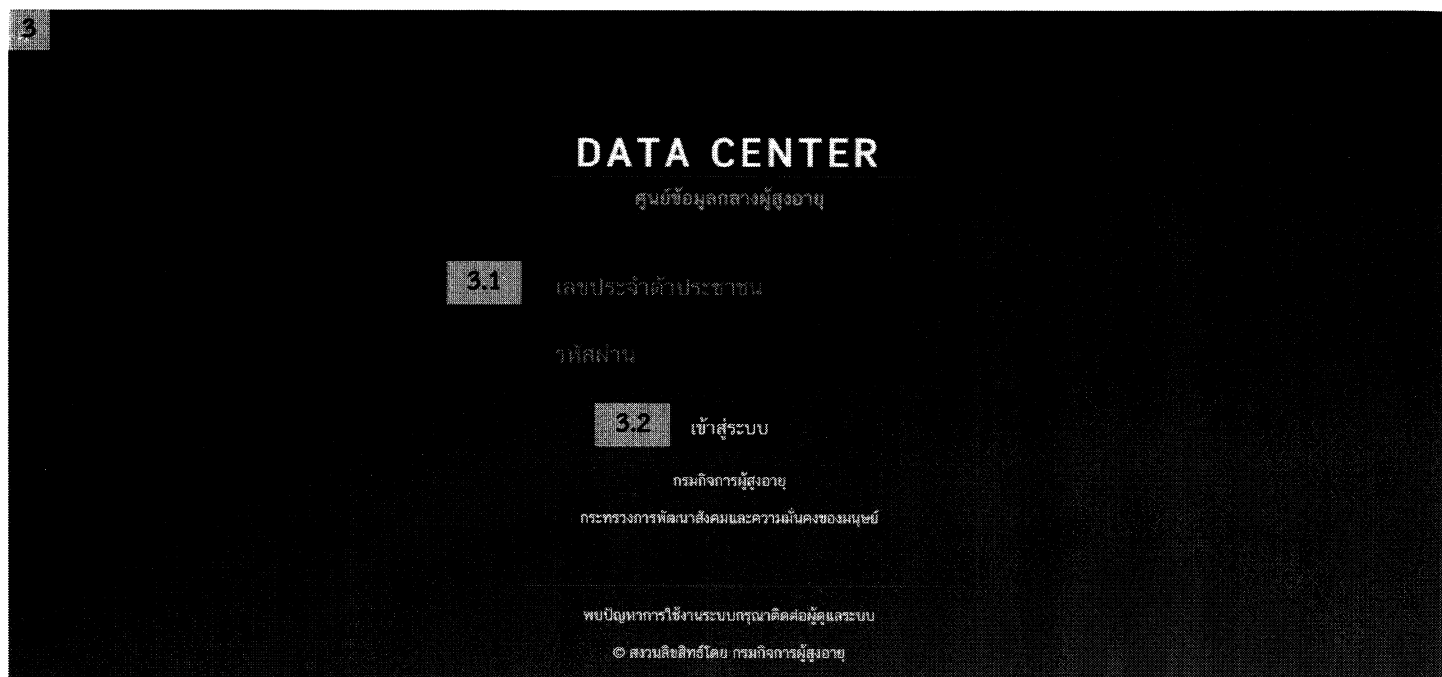 3
DATA CENTER
ศูนย์ข้อมูลกลางผู้สูงอายุ
3.1 เลขประจำตัวประชาชน
รหัสผ่าน
3.2 เข้าสู่ระบบ
กรมกิจการผู้สูงอายุ
กระทรวงการพัฒนาสังคมและความมั่นคงของมนุษย์
พบปัญหาการใช้งานระบบกรุณาติดต่อผู้ดูแลระบบ
© สงวนลิขสิทธ์โดย กรมกิจการผู้สูงอายุ